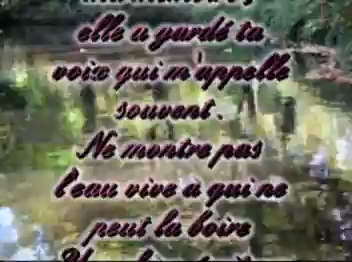 elle a gardé ta
voix qui m'appelle
souvent.
Ne montre pas
l'eau vive à qui ne
peut la boire